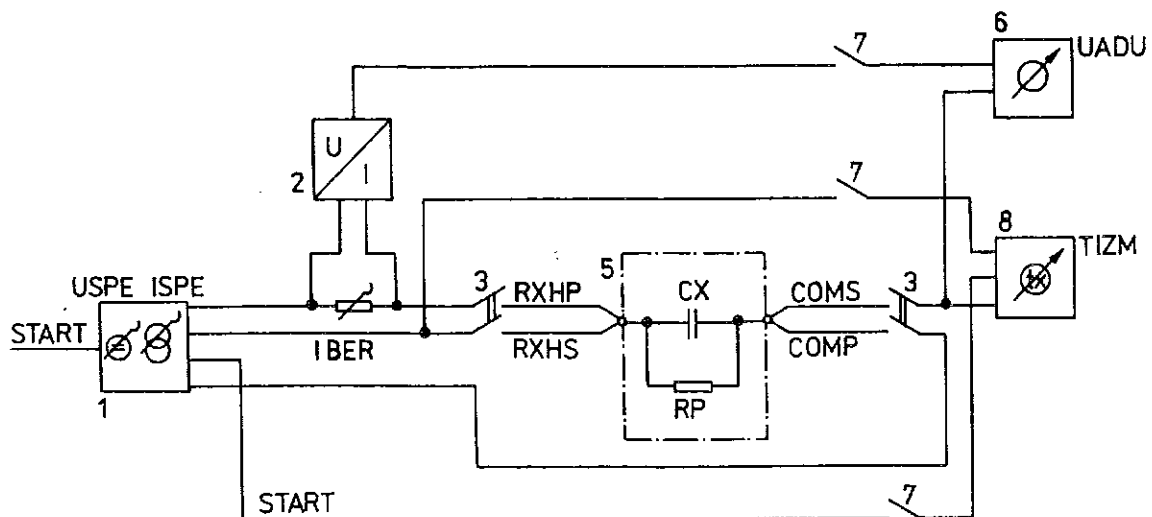 6
UADU
7
U
I
2
7
8
TIZM
tx
USPE ISPE
3
RXHP
5
CX
COMS
3
START
IBER
RXHS
COMP
1
RP
START
7